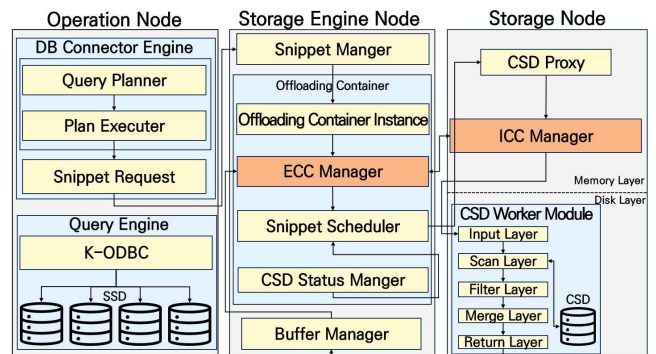 Operation Node
DB Connector Engine
Query Planner
Plan Executer
Snippet Request
Query Engine
K-ODBC
SSD
Storage Engine Node
Snippet Manger
Offloading Container
Offloading Container Instance
ECC Manager
Snippet Scheduler
CSD Status Manger
Buffer Manager
Storage Node
CSD Proxy
ICC Manager
Memory Layer
Disk Layer
CSD Worker Module
Input Layer
Scan Layer
Filter Layer
CSD
Merge Layer
Return Layer